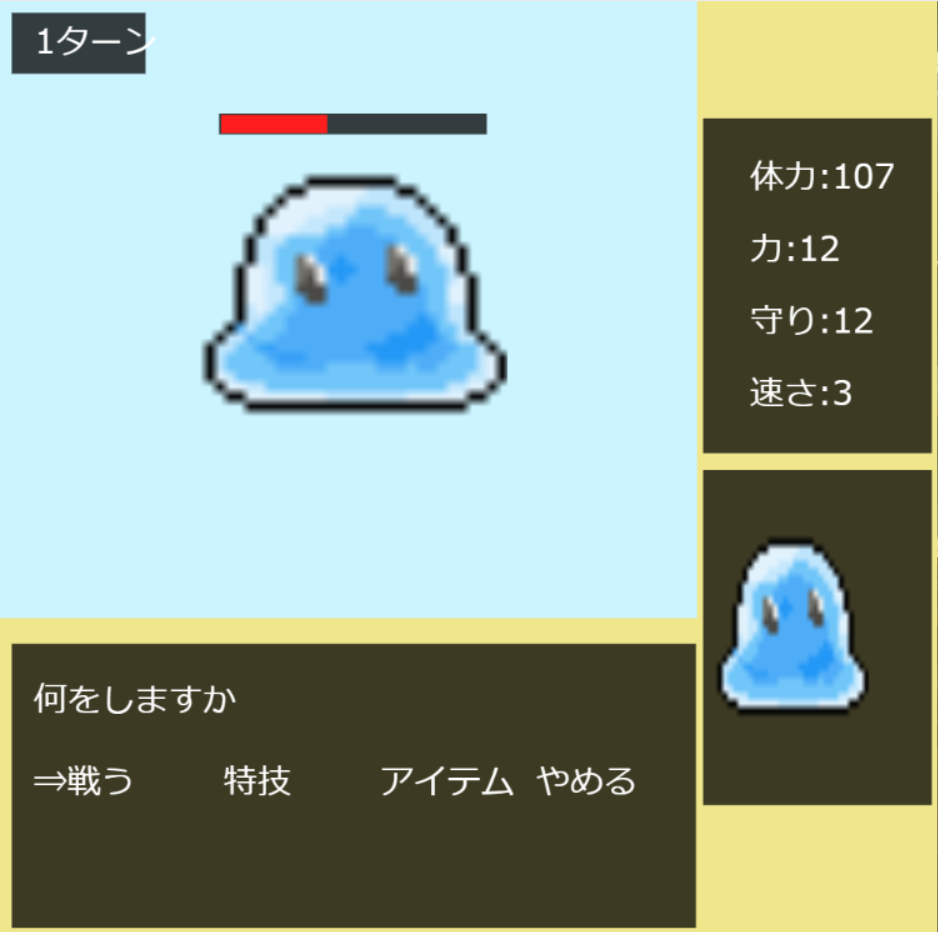 1ターン
体力:107
力:12
守り:12
速さ:3
何をしますか
⇒戦う 特技 アイテム やめる